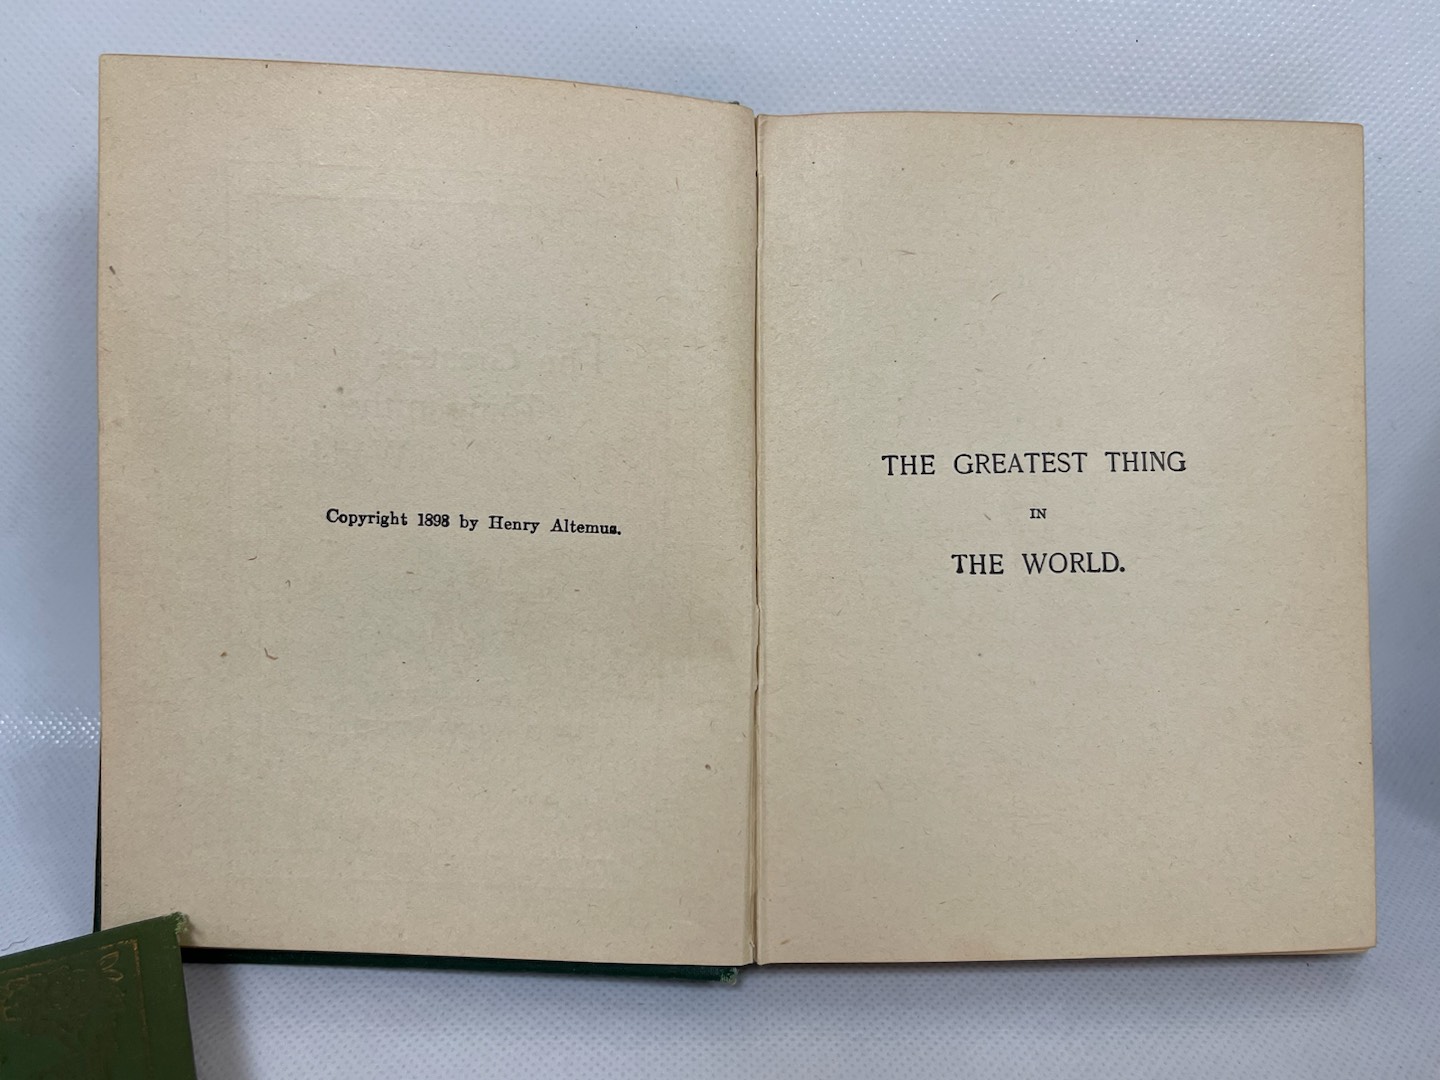 Copyright 1898 by Henry Altemus.
THE GREATEST THING
IN
THE WORLD.